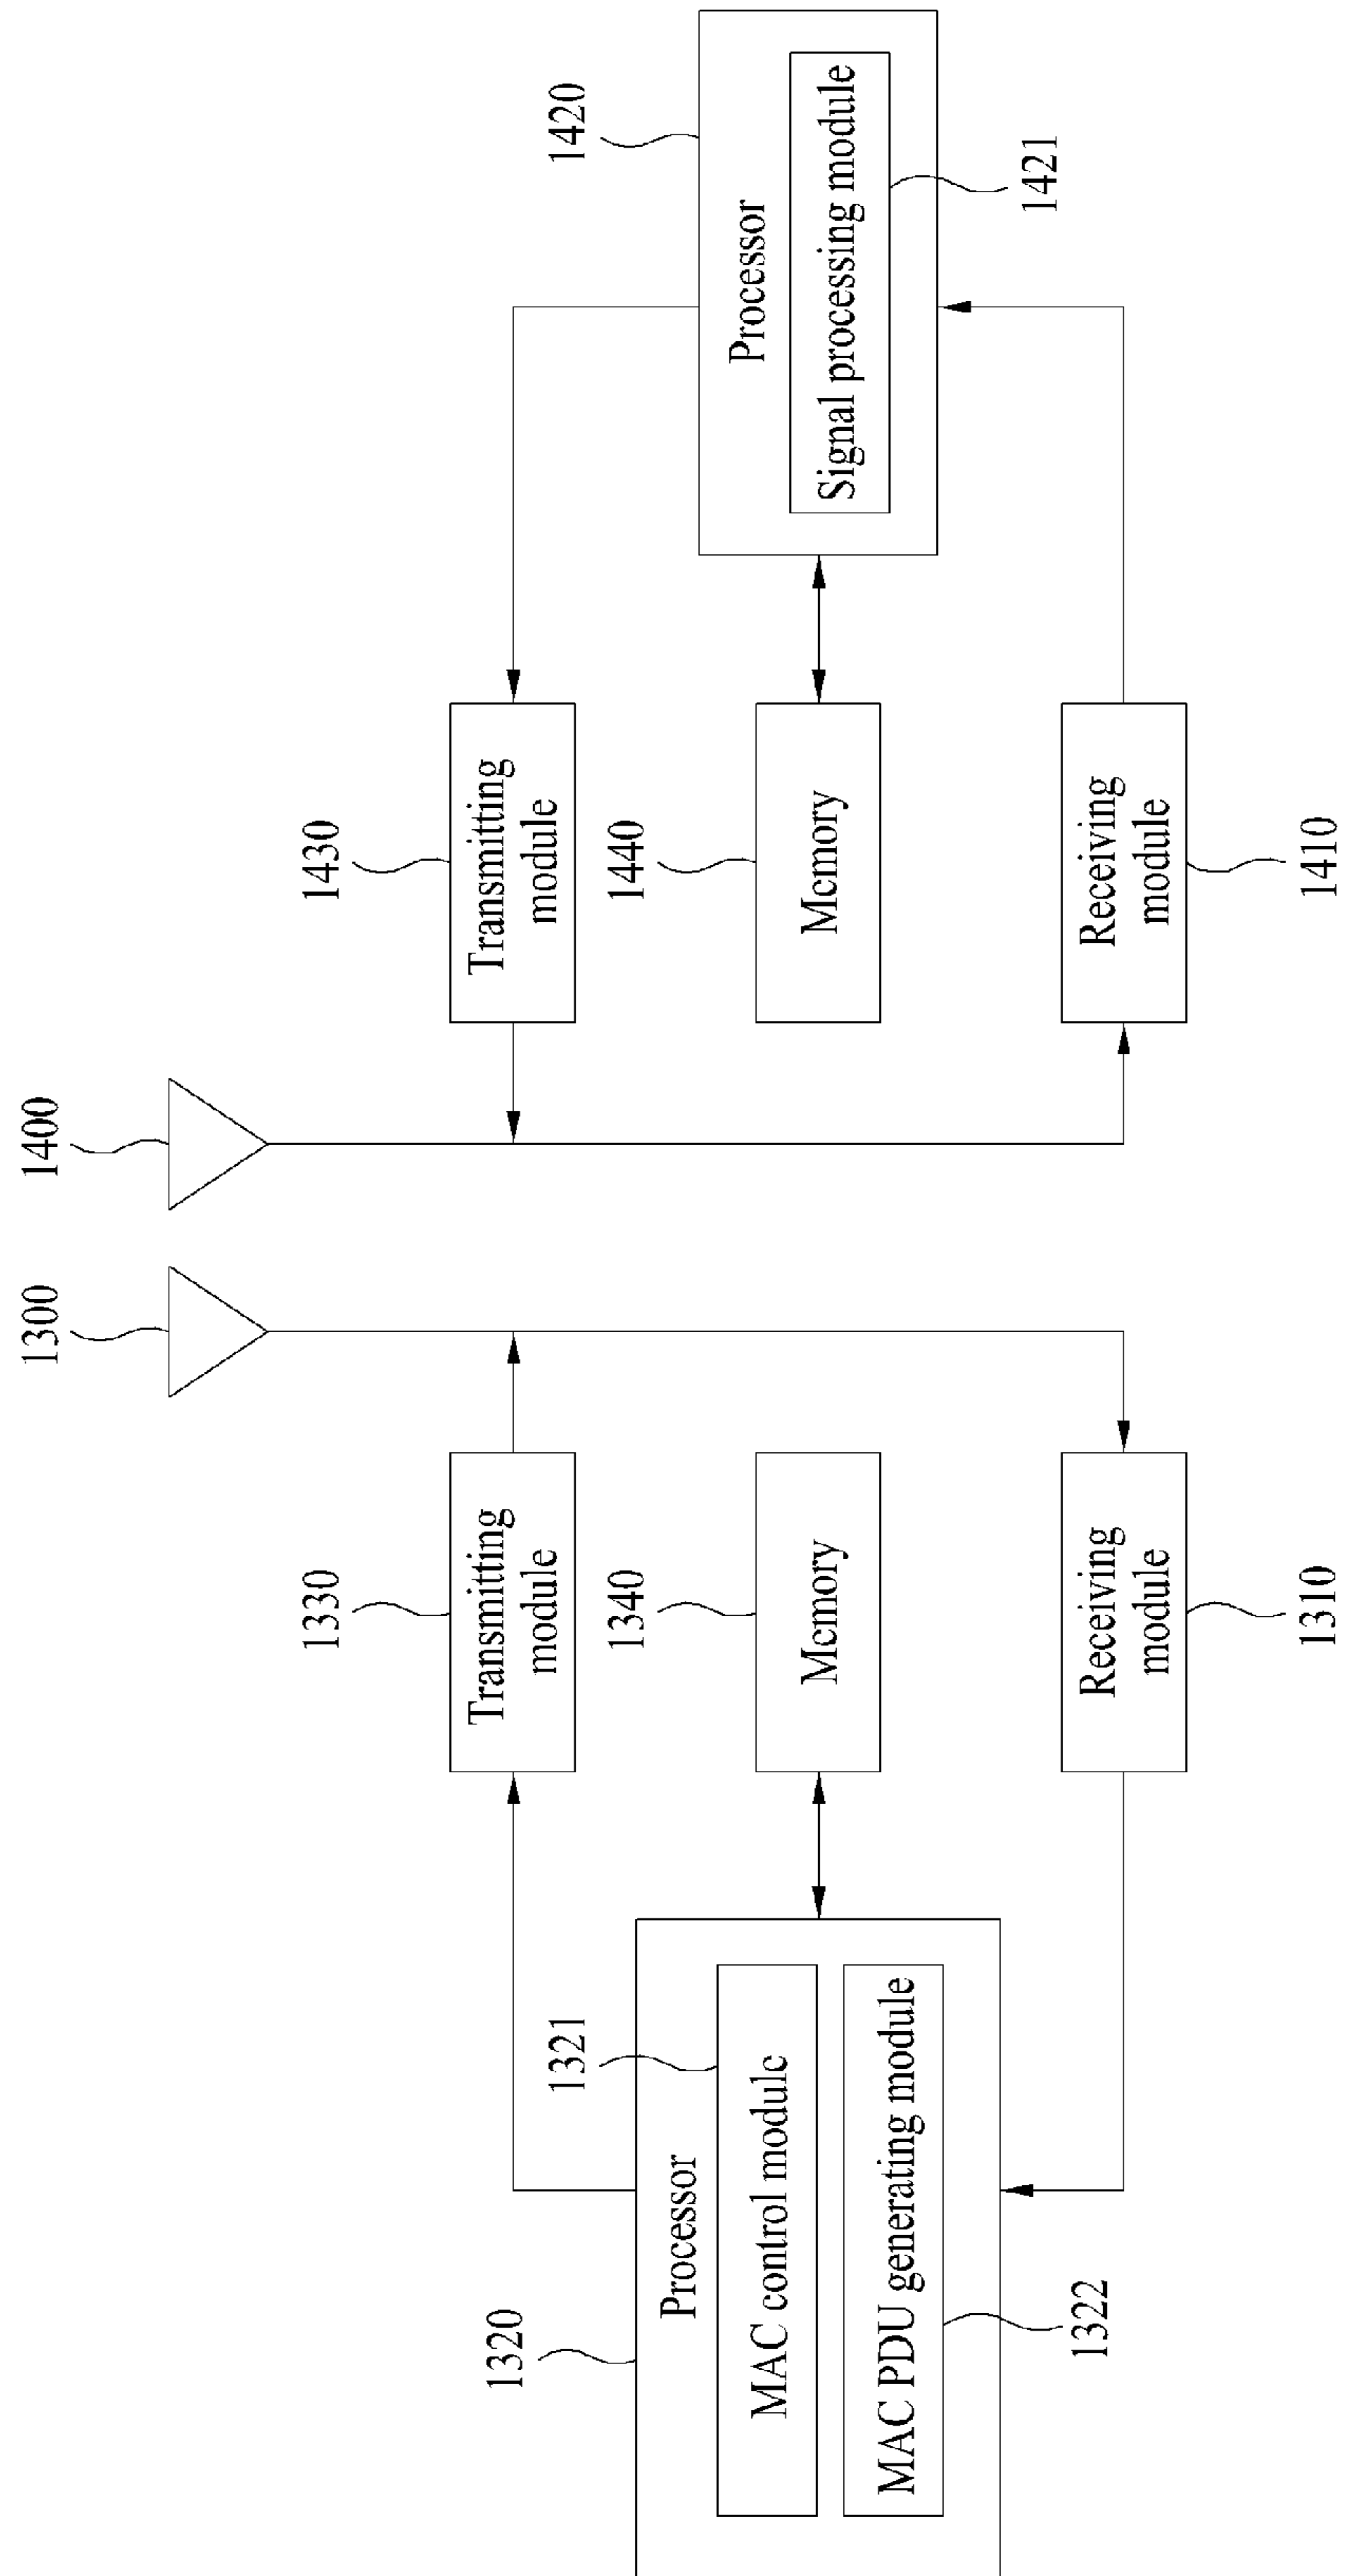 1300
1400
1330
1430
Transmitting
module
Transmitting
module
1320
1321
1340
1440
1420
Processor
MAC control module
MAC PDU generating module
1322
Memory
Memory
Processor
Signal processing module
1421
Receiving
module
Receiving
module
1310
1410